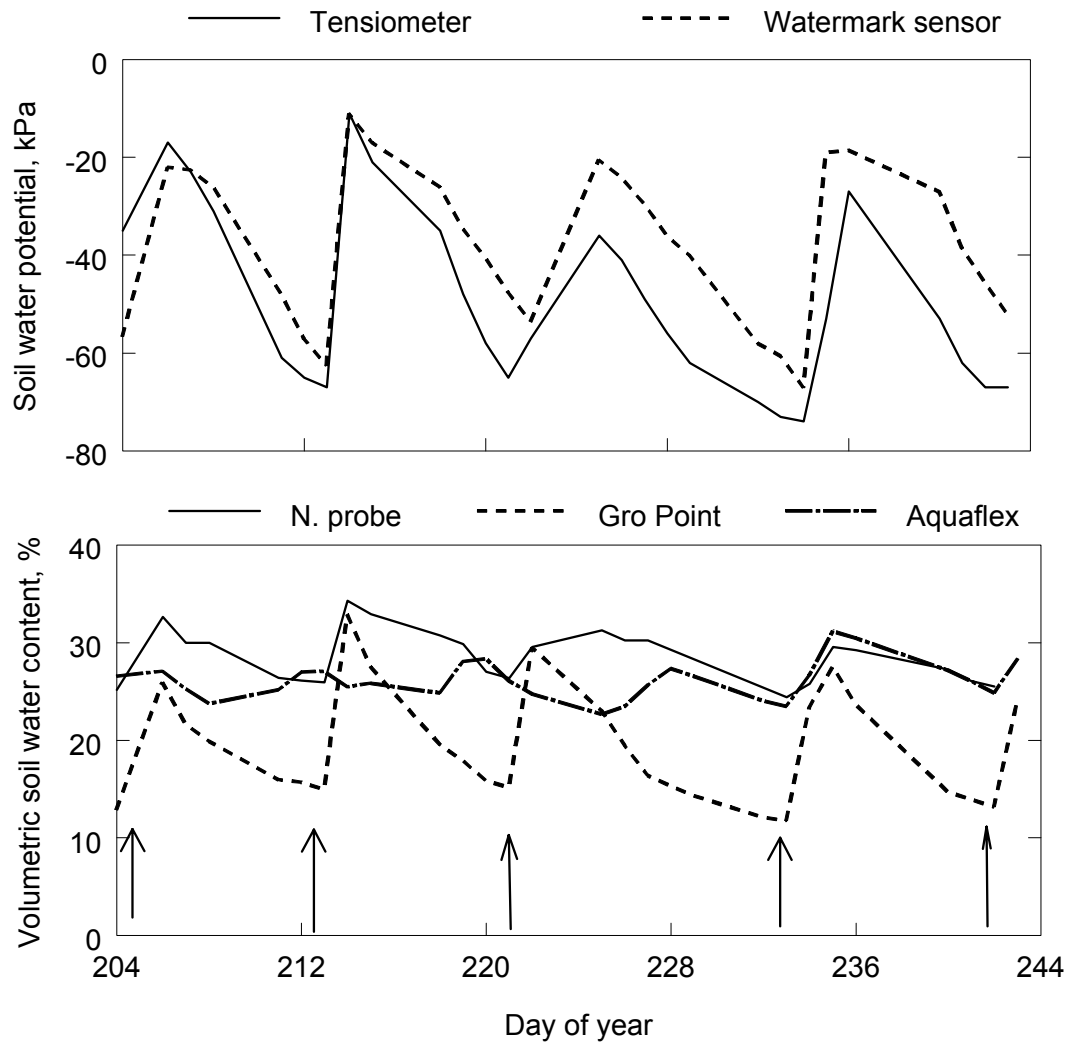 Tensiometer Watermark sensor
0
-20
-40
-60
-80
Soil water potential, kPa
N. probe Gro Point Aquaflex
40
30
20
10
0
Volumetric soil water content, %
204 212 220 228 236 244
Day of year